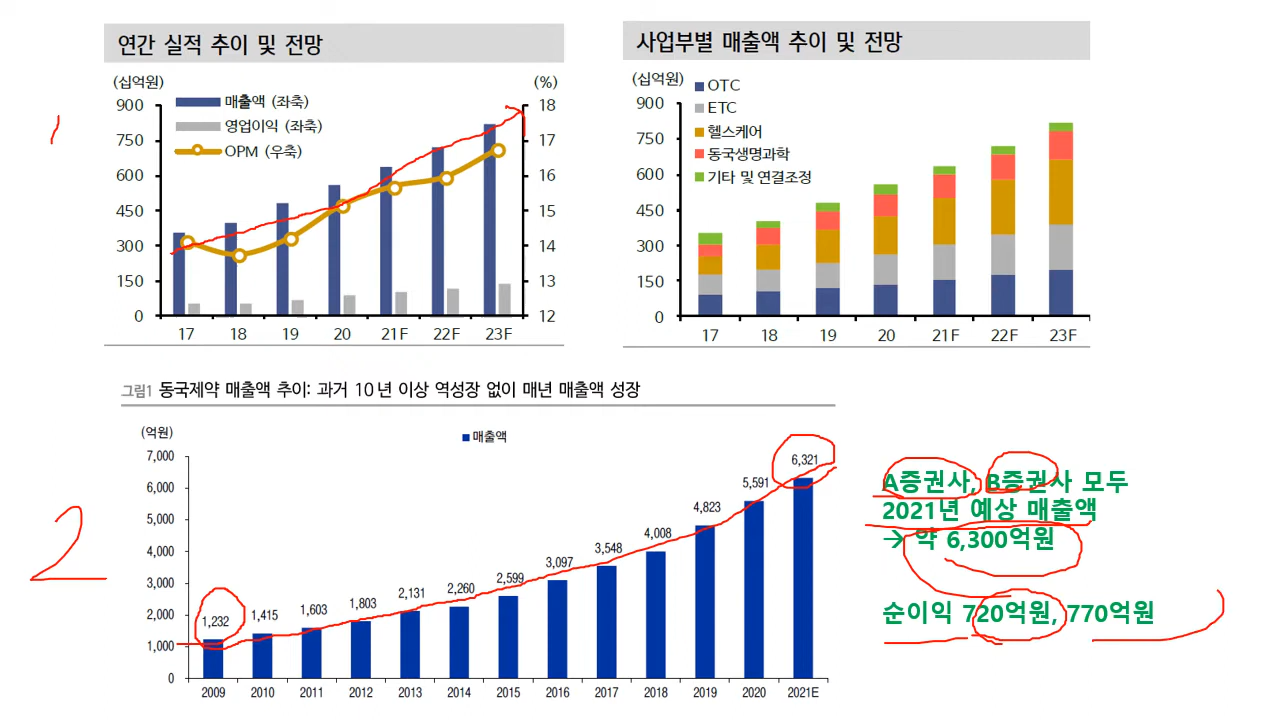 연간 실적 추이 및 전망
(십억원)
(%)
매출액 (좌축)
영업이익 (좌축)
OPM (우축)
900
750
600
450
300
150
0
18
17
16
15
14
13
12
17 18 19 20 21F 22F 23F
사업부별 매출액 추이 및 전망
(십억원)
OTC
ETC
헬스케어
동국생명과학
기타 및 연결조정
900
750
600
450
300
150
0
17 18 19 20 21F 22F 23F
1
그림1 동국제약 매출액 추이: 과거 10년 이상 역성장 없이 매년 매출액 성장
(억원)
매출액
7,000
6,000
5,000
4,000
3,000
2,000
1,000
0
1,232 1,415 1,603 1,803 2,131 2,260 2,599 3,097 3,548 4,008 4,823 5,591 6,321
2009 2010 2011 2012 2013 2014 2015 2016 2017 2018 2019 2020 2021E
2
A증권사, B증권사 모두
2021년 예상 매출액
→ 약 6,300억원
순이익 720억원, 770억원